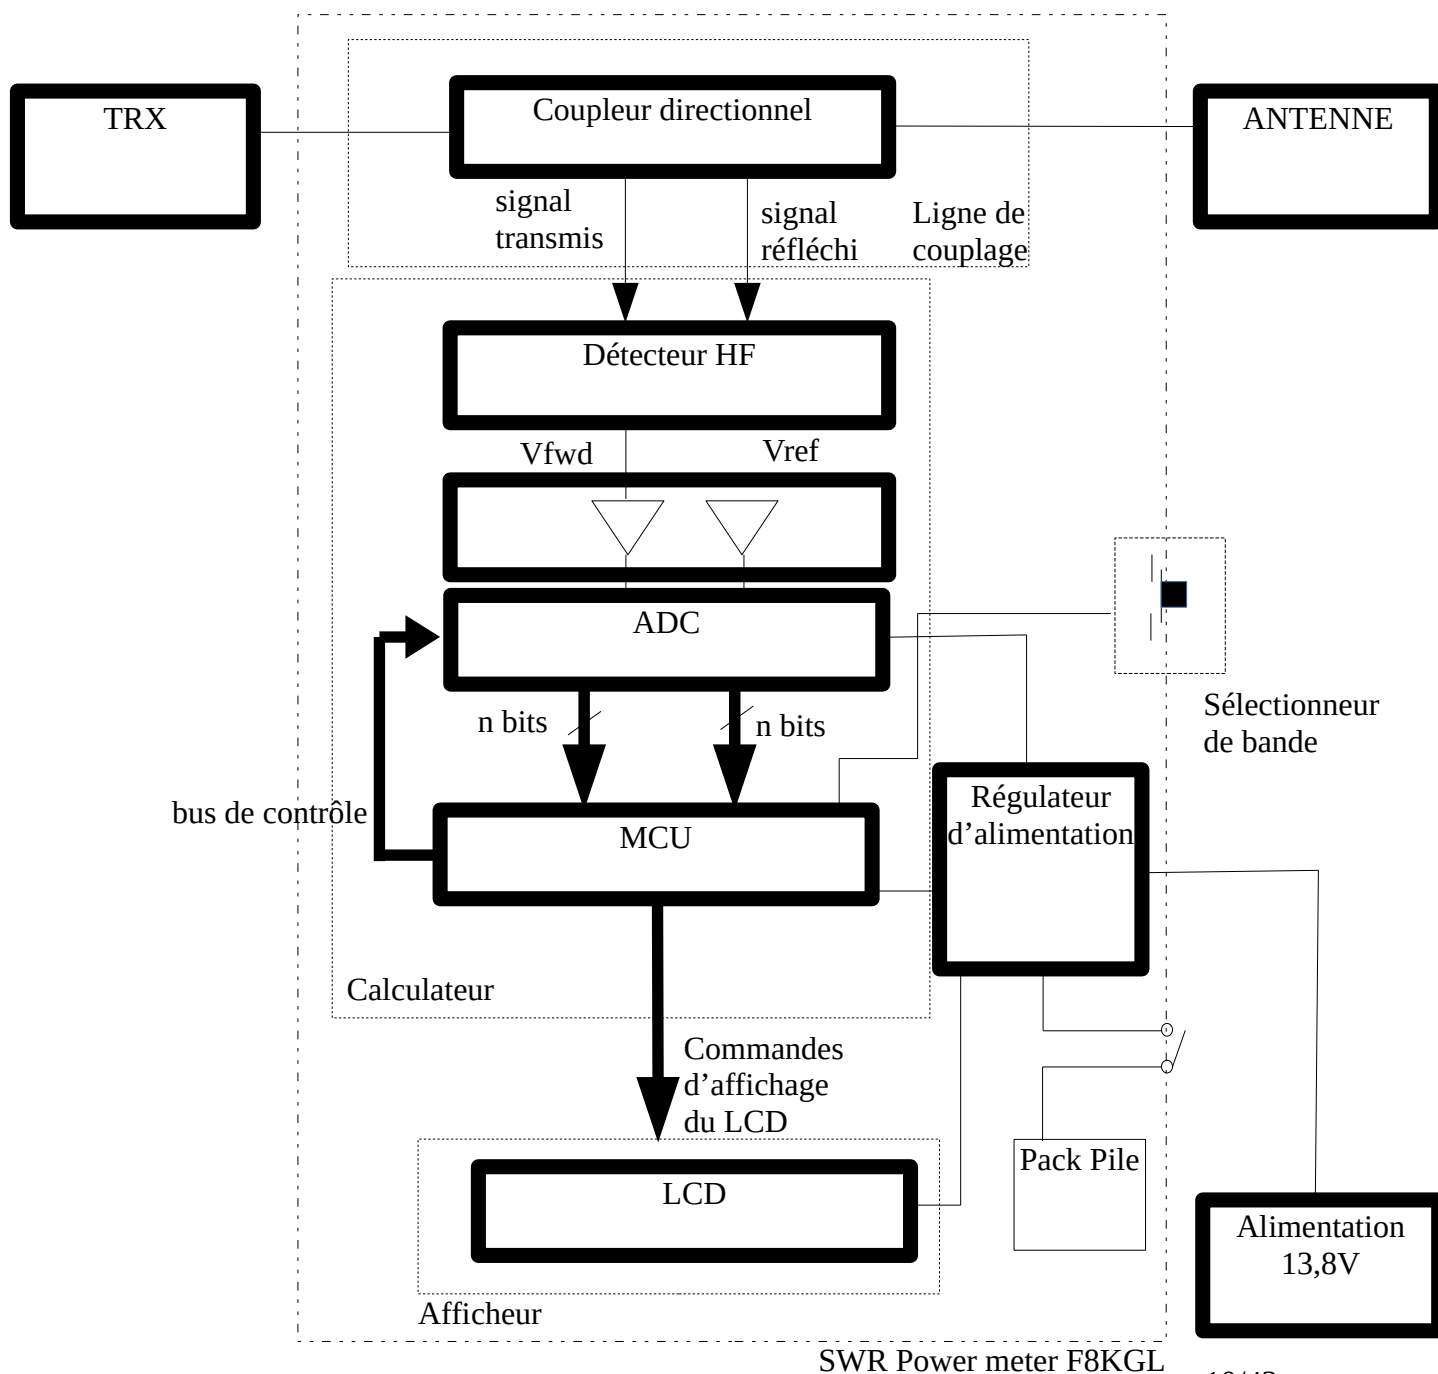 TRX
Coupleur directionnel
ANTENNE
signal
transmis
signal
réfléchi
Ligne de
couplage
Détecteur HF
Vfwd
Vref
ADC
n bits
n bits
Sélectionneur
de bande
bus de contrôle
MCU
Régulateur
d’alimentation
Calculateur
Commandes
d’affichage
du LCD
LCD
Pack Pile
Alimentation
13,8V
Afficheur
SWR Power meter F8KGL